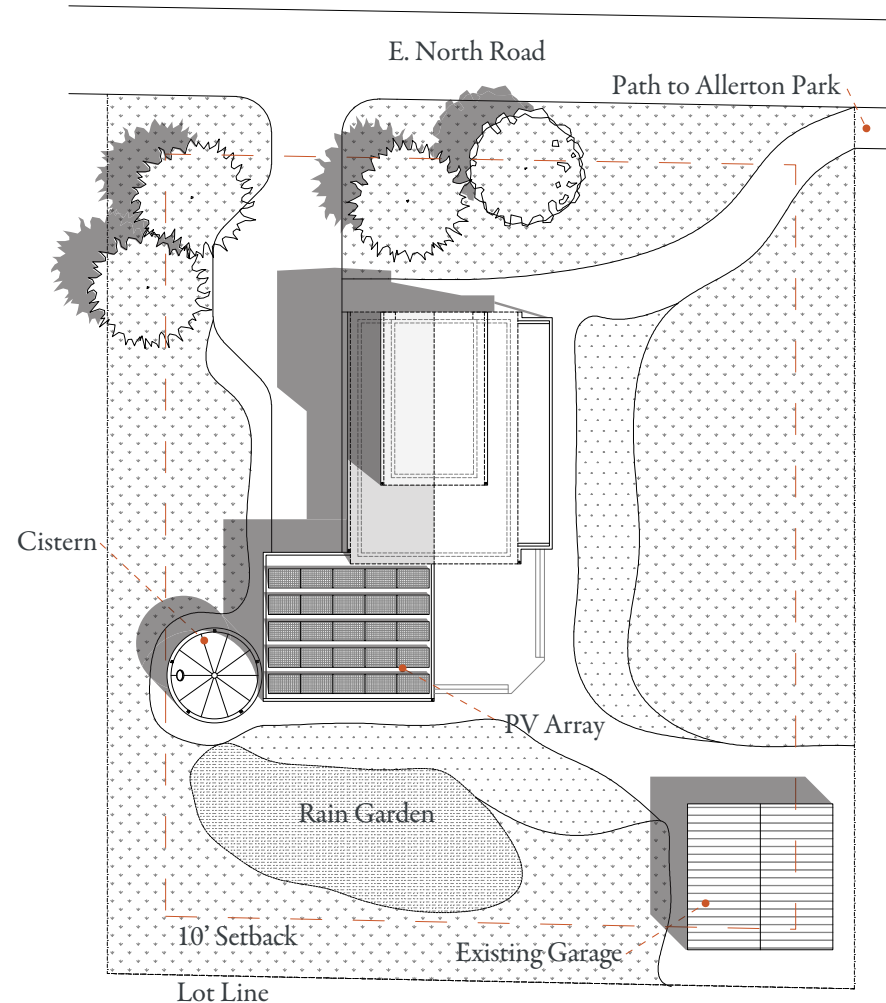 E. North Road
Path to Allerton Park
Cistern
PV Array
Rain Garden
10’ Setback
Existing Garage
Lot Line